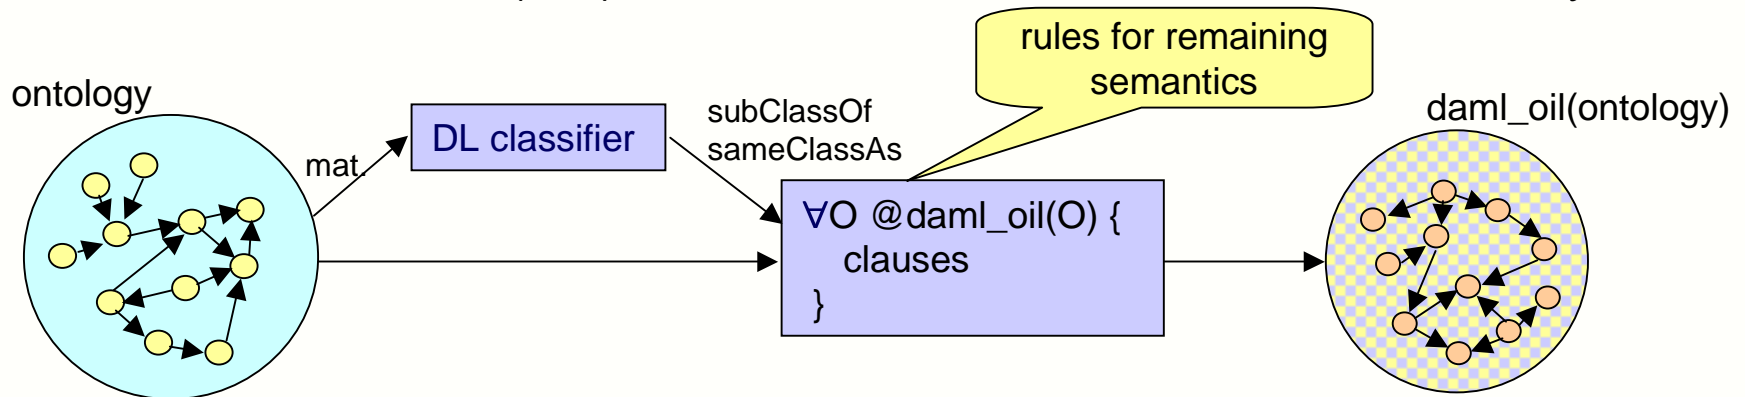 rules for remaining
semantics
ontology
daml_oil(ontology)
subClassOf
sameClassAs
DL classifier
mat.
∀O @daml_oil(O) {
clauses
}